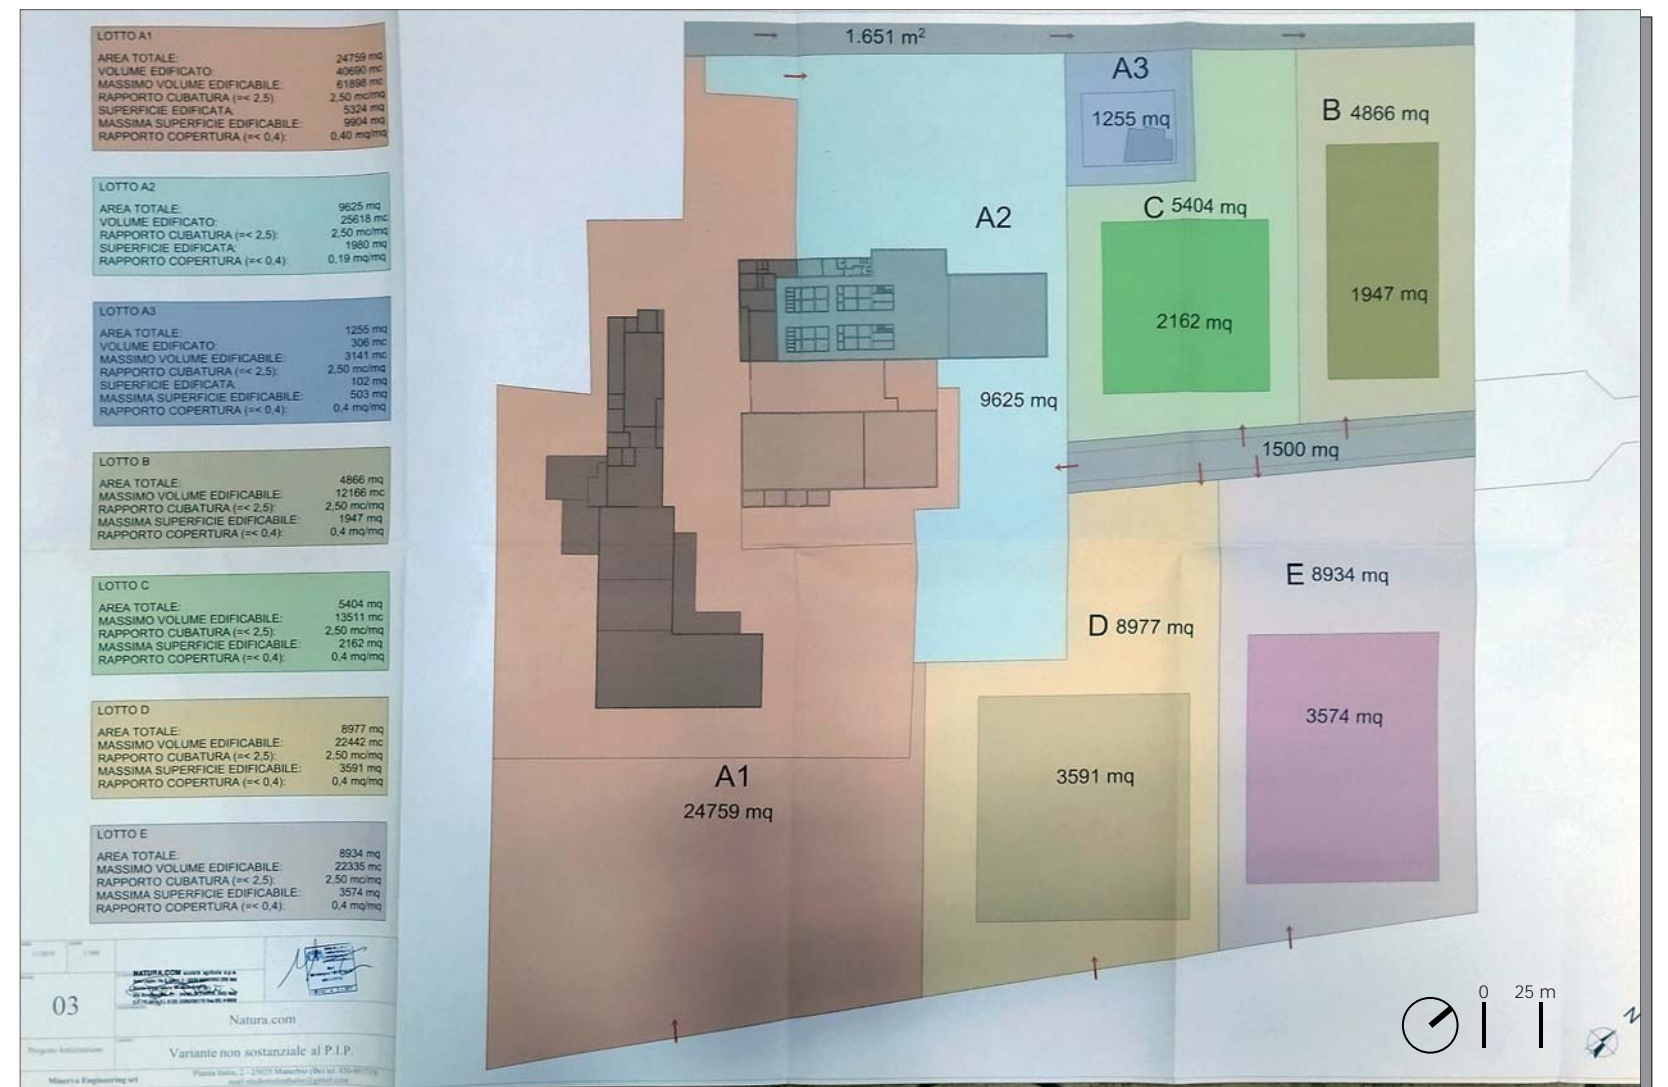 LOTTO A1
AREA TOTALE: 24759 mq
VOLUME EDIFICATO: 40690 mc
MASSIMO VOLUME EDIFICABILE: 61898 mc
RAPPORTO CUBATURA (=< 2,5): 2,50 mc/mq
SUPERFICIE EDIFICATA: 5324 mq
MASSIMA SUPERFICIE EDIFICABILE: 9904 mq
RAPPORTO COPERTURA (=< 0,4): 0,40 mq/mq
LOTTO A2
AREA TOTALE: 9625 mq
VOLUME EDIFICATO: 25618 mc
RAPPORTO CUBATURA (=< 2,5): 2,50 mc/mq
SUPERFICIE EDIFICATA: 1980 mq
RAPPORTO COPERTURA (=< 0,4): 0,19 mq/mq
LOTTO A3
AREA TOTALE: 1255 mq
VOLUME EDIFICATO: 306 mc
MASSIMO VOLUME EDIFICABILE: 3141 mc
RAPPORTO CUBATURA (=< 2,5): 2,50 mc/mq
SUPERFICIE EDIFICATA: 102 mq
MASSIMA SUPERFICIE EDIFICABILE: 503 mq
RAPPORTO COPERTURA (=< 0,4): 0,4 mq/mq
LOTTO B
AREA TOTALE: 4866 mq
MASSIMO VOLUME EDIFICABILE: 12166 mc
RAPPORTO CUBATURA (=< 2,5): 2,50 mc/mq
MASSIMA SUPERFICIE EDIFICABILE: 1947 mq
RAPPORTO COPERTURA (=< 0,4): 0,4 mq/mq
LOTTO C
AREA TOTALE: 5404 mq
MASSIMO VOLUME EDIFICABILE: 13511 mc
RAPPORTO CUBATURA (=< 2,5): 2,50 mc/mq
MASSIMA SUPERFICIE EDIFICABILE: 2162 mq
RAPPORTO COPERTURA (=< 0,4): 0,4 mq/mq
LOTTO D
AREA TOTALE: 8977 mq
MASSIMO VOLUME EDIFICABILE: 22442 mc
RAPPORTO CUBATURA (=< 2,5): 2,50 mc/mq
MASSIMA SUPERFICIE EDIFICABILE: 3591 mq
RAPPORTO COPERTURA (=< 0,4): 0,4 mq/mq
LOTTO E
AREA TOTALE: 8934 mq
MASSIMO VOLUME EDIFICABILE: 22335 mc
RAPPORTO CUBATURA (=< 2,5): 2,50 mc/mq
MASSIMA SUPERFICIE EDIFICABILE: 3574 mq
RAPPORTO COPERTURA (=< 0,4): 0,4 mq/mq
NATURA.COM
03
Natura.com
Variante non sostanziale al P.I.P.
Minerva Engineering srl
1.651 m²
A3
1255 mq
B 4866 mq
1947 mq
C 5404 mq
2162 mq
A2
9625 mq
1500 mq
E 8934 mq
3574 mq
D 8977 mq
3591 mq
A1
24759 mq
0 25 m
N